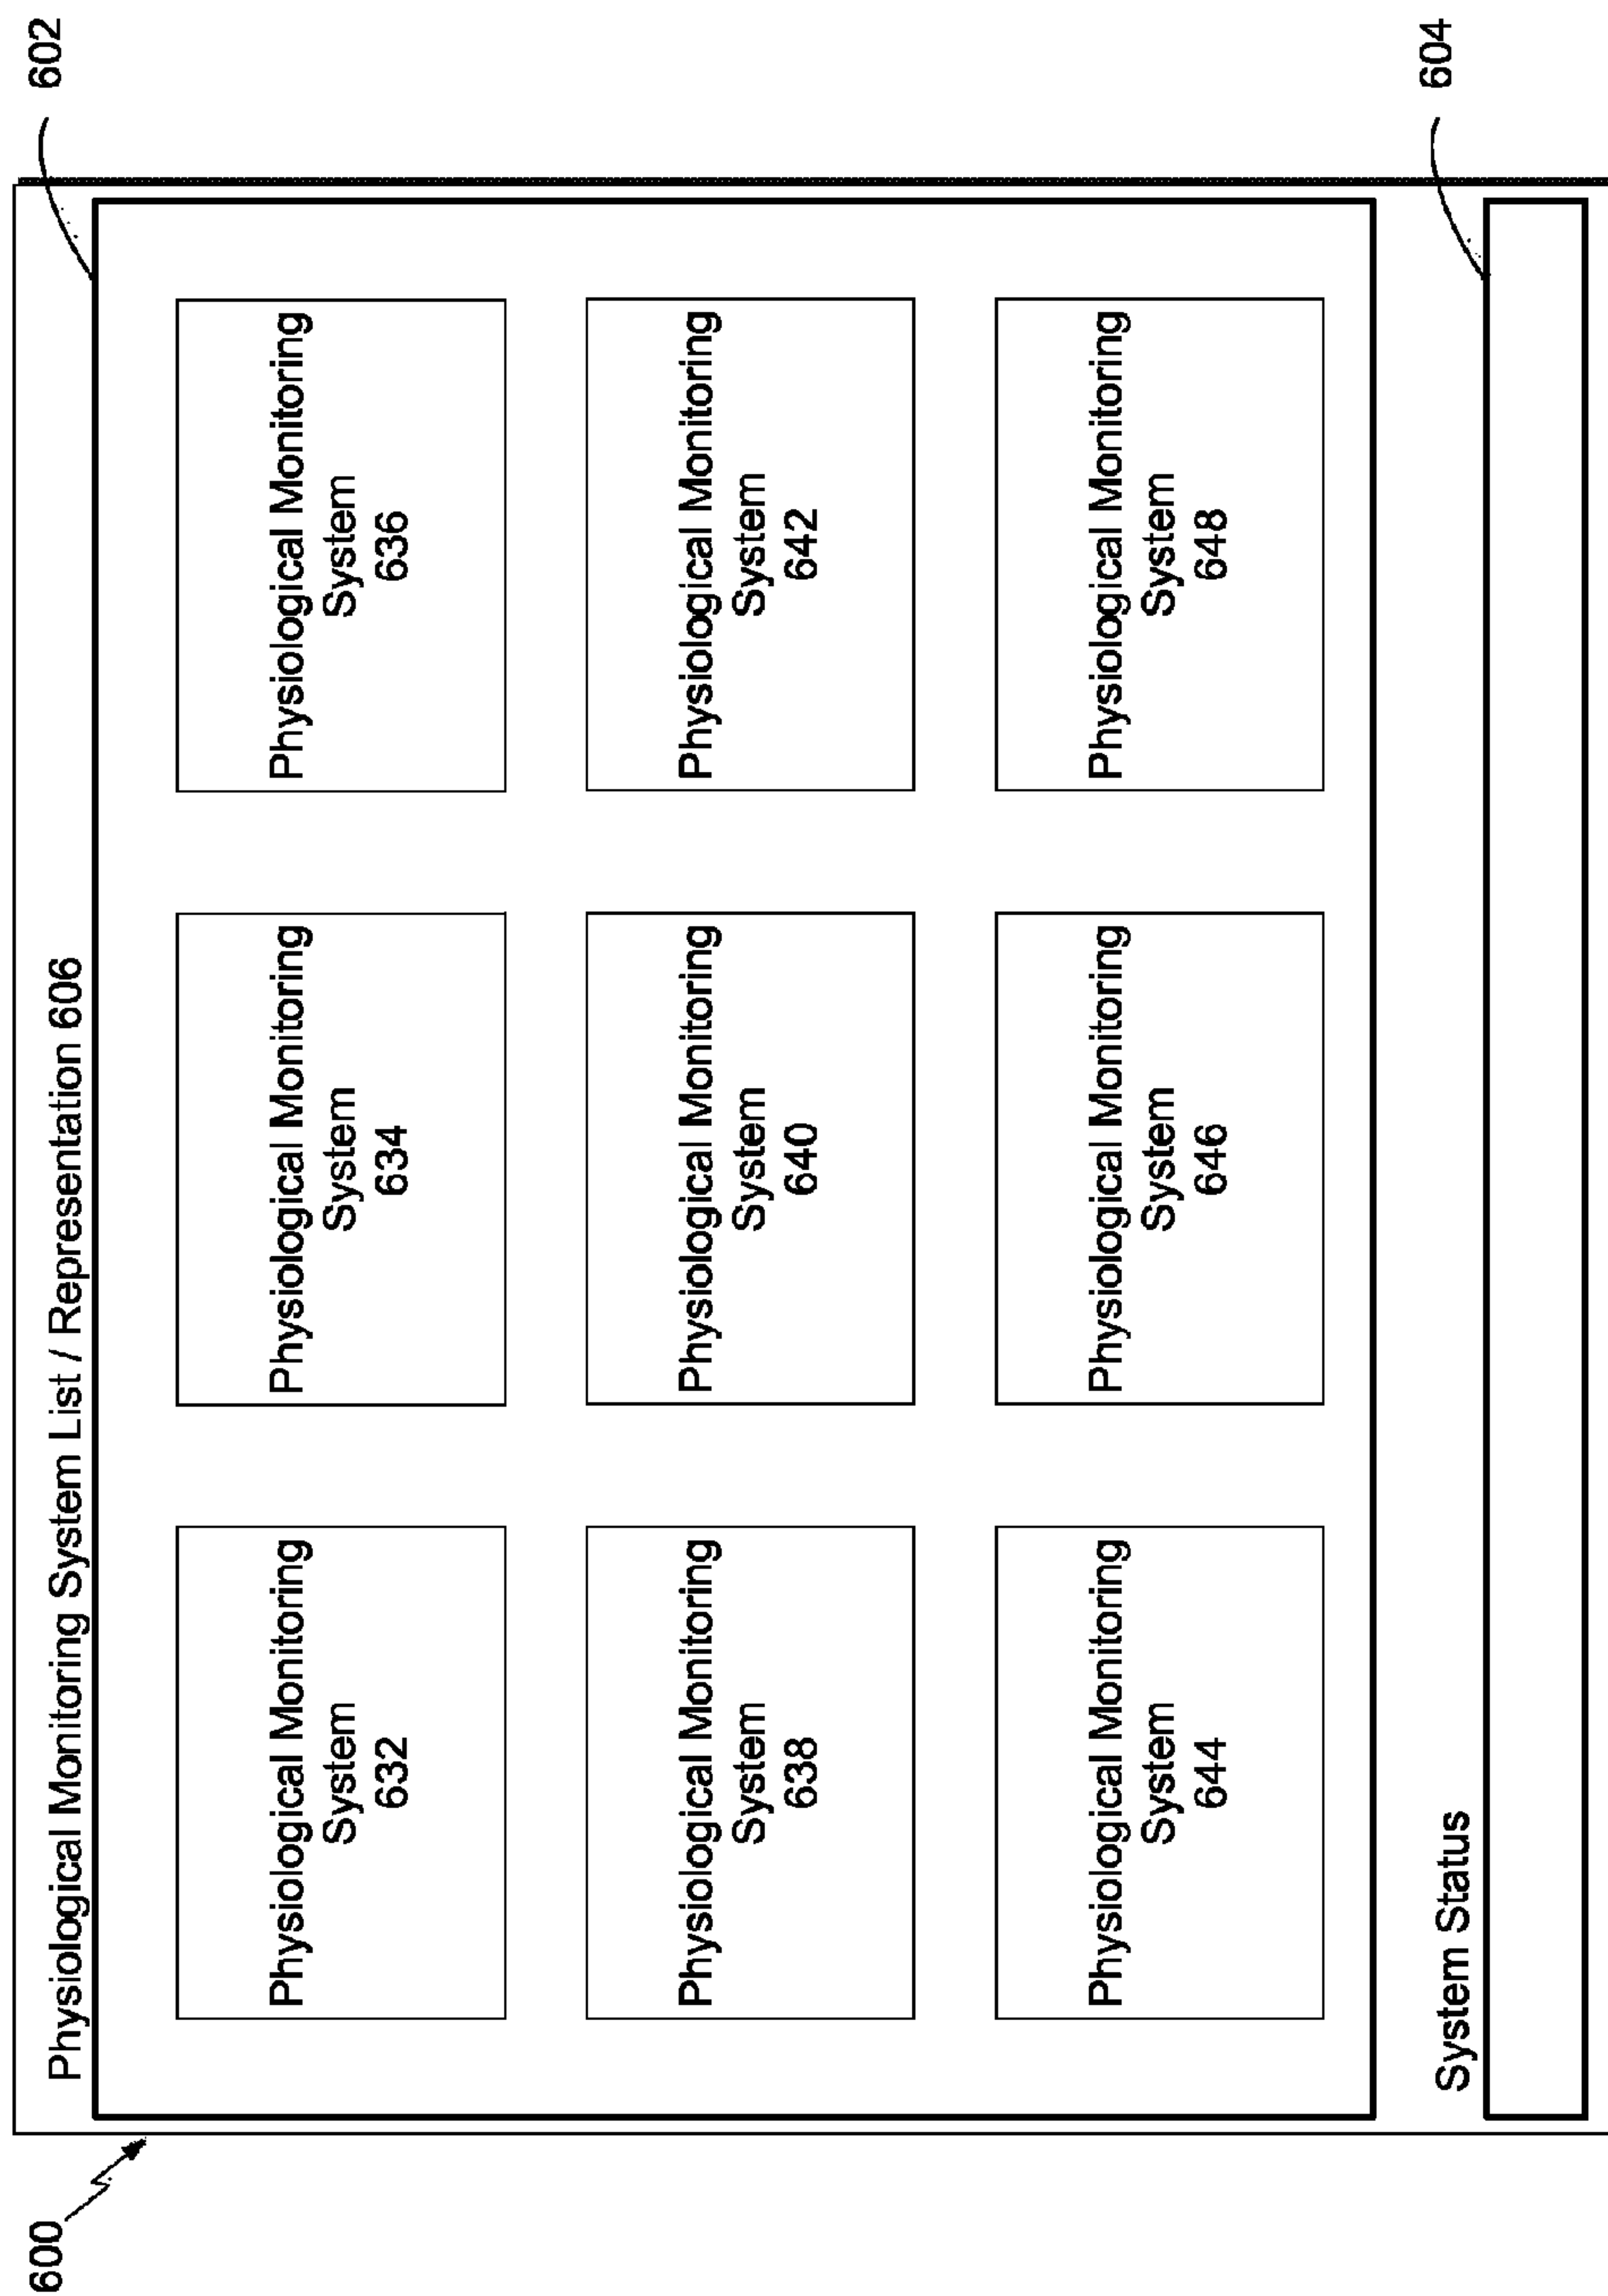 600
602
Physiological Monitoring System List / Representation 606
Physiological Monitoring
System
632
Physiological Monitoring
System
634
Physiological Monitoring
System
636
Physiological Monitoring
System
638
Physiological Monitoring
System
640
Physiological Monitoring
System
642
Physiological Monitoring
System
644
Physiological Monitoring
System
646
Physiological Monitoring
System
648
System Status
604